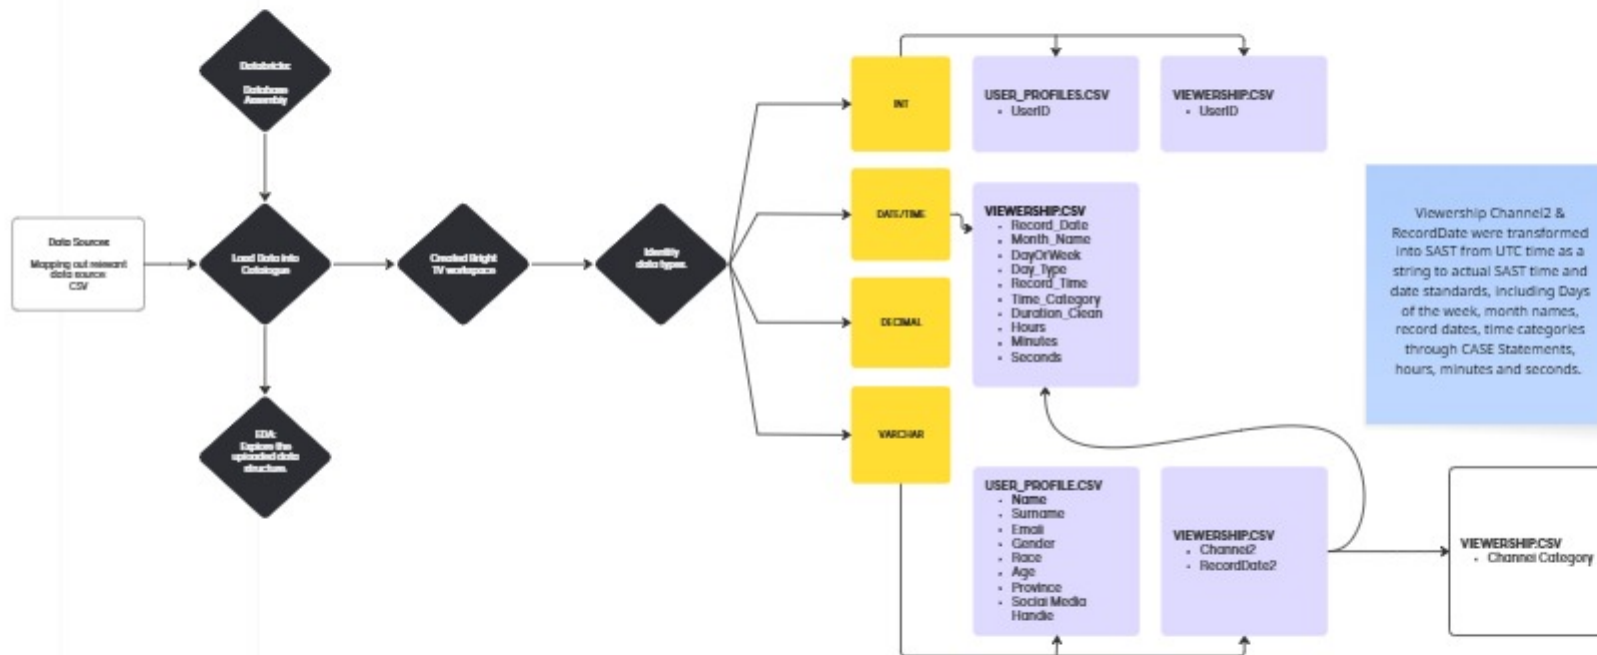 Databricks:
Database
Assembly
Data Sources
Mapping out relevant
data source
CSV
Load Data into
Catalogue
Created Bright
TV workspace
Identity
data types.
EDA:
Explore the
uploaded data
structure.
INT
DATE/TIME
DECIMAL
VARCHAR
USER_PROFILES.CSV
• UserID
VIEWERSHIP.CSV
• UserID
VIEWERSHIP.CSV
• Record_Date
• Month_Name
• DayOrWeek
• Day_Type
• Record_Time
• Time_Category
• Duration_Clean
• Hours
• Minutes
• Seconds
Viewership Channel2 &
RecordDate were transformed
into SAST from UTC time as a
string to actual SAST time and
date standards, including Days
of the week, month names,
record dates, time categories
through CASE Statements,
hours, minutes and seconds.
USER_PROFILE.CSV
• Name
• Surname
• Email
• Gender
• Race
• Age
• Province
• Social Media
Handle
VIEWERSHIP.CSV
• Channel2
• RecordDate2
VIEWERSHIP.CSV
• Channel Category